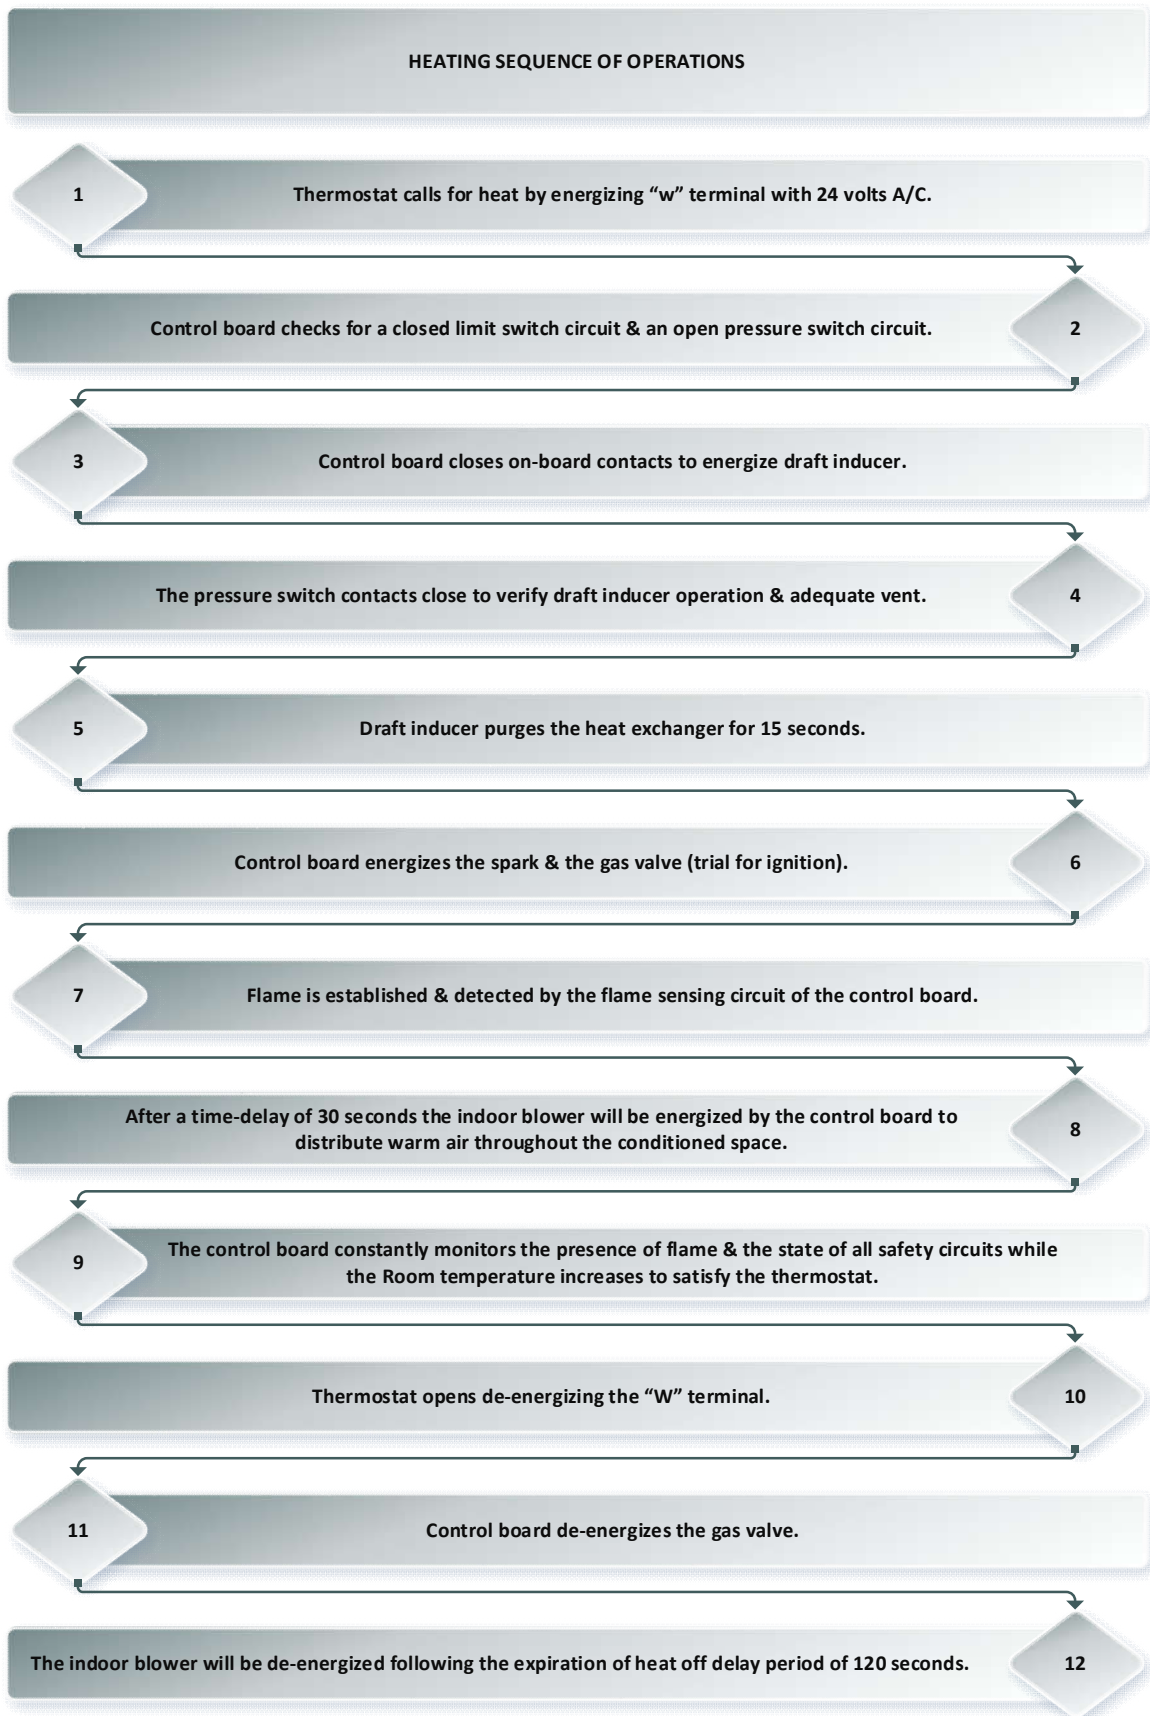 HEATING SEQUENCE OF OPERATIONS
1
Thermostat calls for heat by energizing “w” terminal with 24 volts A/C.
Control board checks for a closed limit switch circuit & an open pressure switch circuit.
2
3
Control board closes on-board contacts to energize draft inducer.
The pressure switch contacts close to verify draft inducer operation & adequate vent.
4
5
Draft inducer purges the heat exchanger for 15 seconds.
Control board energizes the spark & the gas valve (trial for ignition).
6
7
Flame is established & detected by the flame sensing circuit of the control board.
After a time-delay of 30 seconds the indoor blower will be energized by the control board to
distribute warm air throughout the conditioned space.
8
9
The control board constantly monitors the presence of flame & the state of all safety circuits while
the Room temperature increases to satisfy the thermostat.
Thermostat opens de-energizing the “W” terminal.
10
11
Control board de-energizes the gas valve.
The indoor blower will be de-energized following the expiration of heat off delay period of 120 seconds.
12